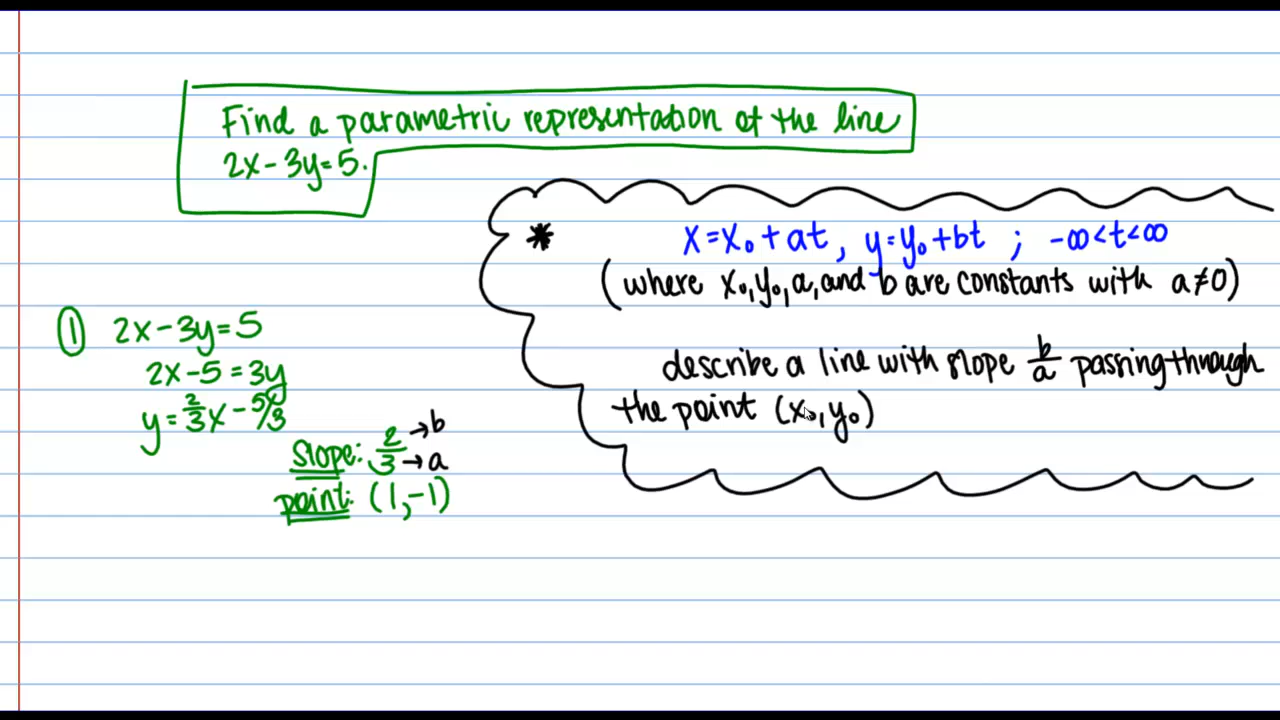 Find a parametric representation of the line
2x-3y=5.
* x=x₀+at, y=y₀+bt ; -∞<t<∞
(where x₀,y₀,a,and b are constants with a≠0)
describe a line with slope b/a passing through
the point (x₀,y₀)
① 2x-3y=5
2x-5=3y
y=2/3x-5/3
slope: 2/3 →b →a
point: (1,-1)